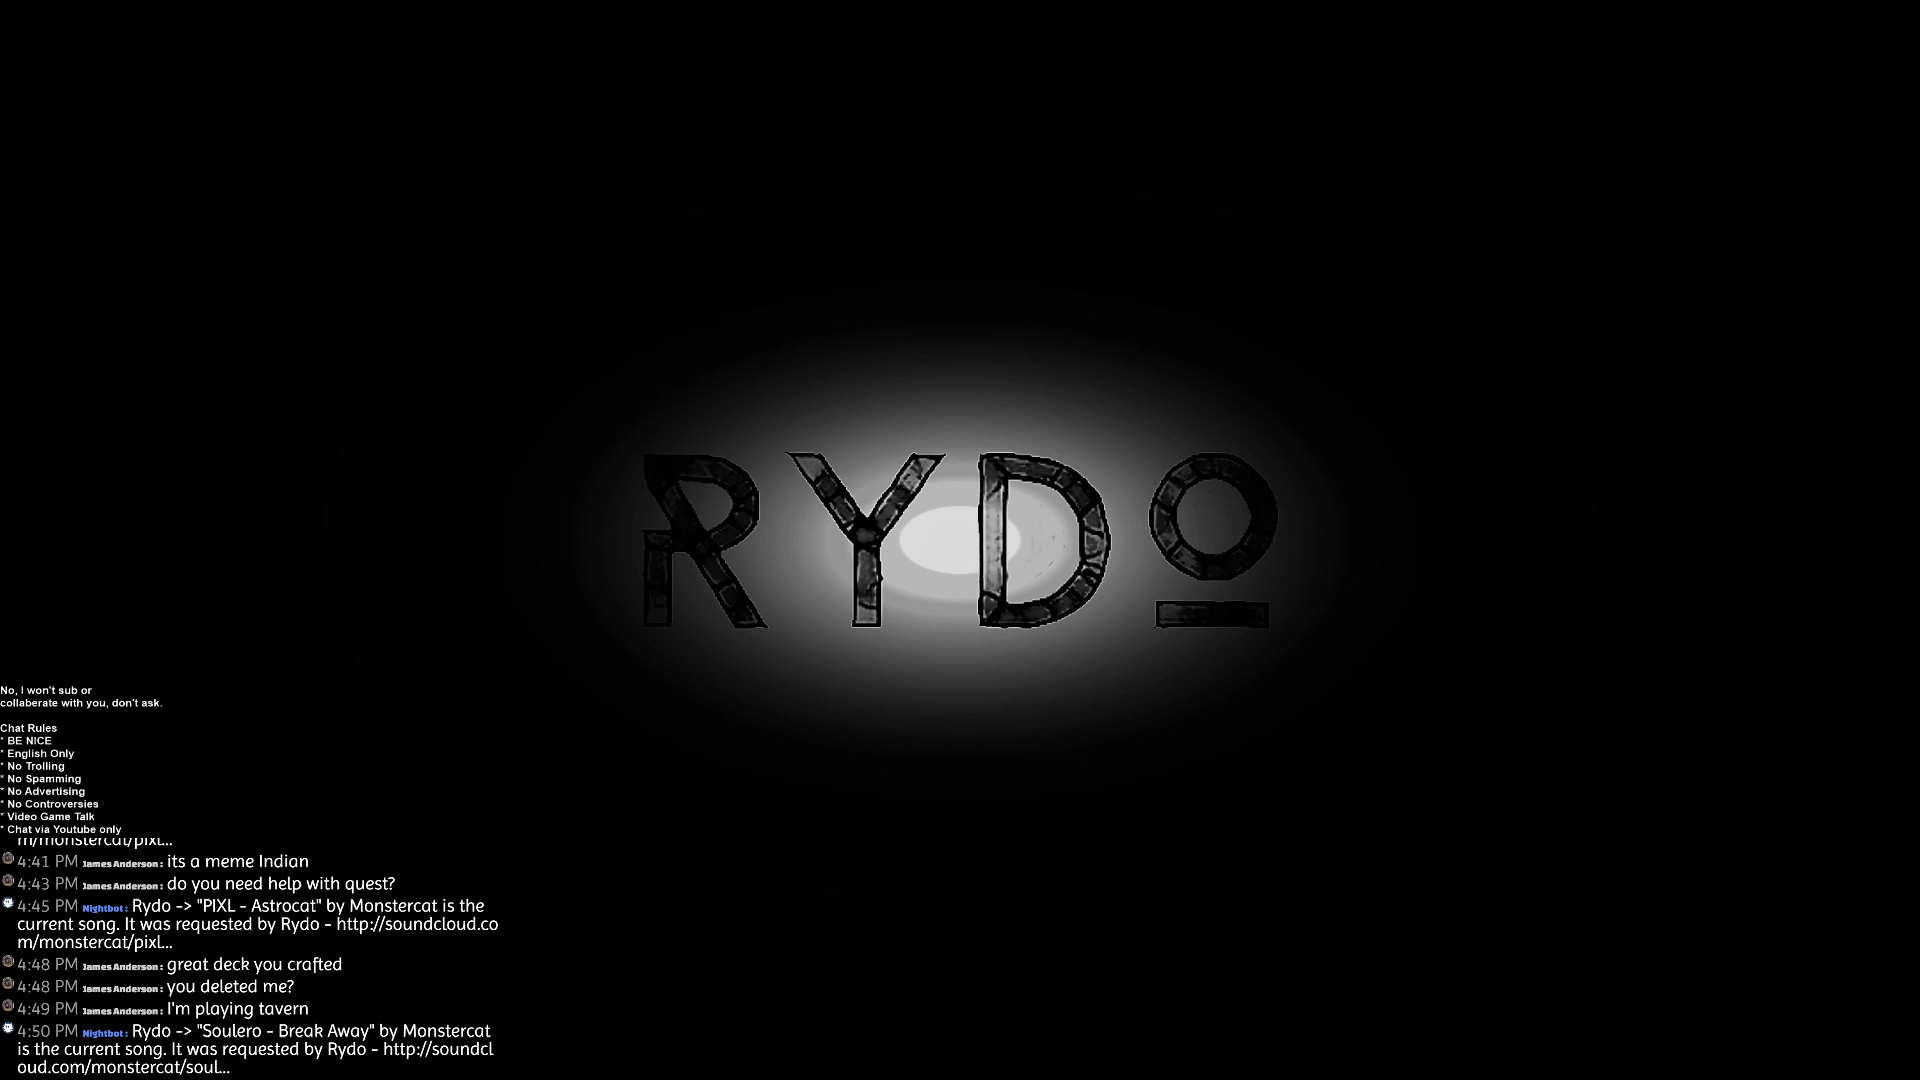 RYDO
No, I won't sub or
collaberate with you, don't ask.
Chat Rules
* BE NICE
* English Only
* No Trolling
* No Spamming
* No Advertising
* No Controversies
* Video Game Talk
* Chat via Youtube only
m/monstercat/pixl...
4:41 PM James Anderson: its a meme Indian
4:43 PM James Anderson: do you need help with quest?
4:45 PM Nightbot: Rydo -> "PIXL - Astrocat" by Monstercat is the
current song. It was requested by Rydo - http://soundcloud.co
m/monstercat/pixl...
4:48 PM James Anderson: great deck you crafted
4:48 PM James Anderson: you deleted me?
4:49 PM James Anderson: I'm playing tavern
4:50 PM Nightbot: Rydo -> "Soulero - Break Away" by Monstercat
is the current song. It was requested by Rydo - http://soundcl
oud.com/monstercat/soul...